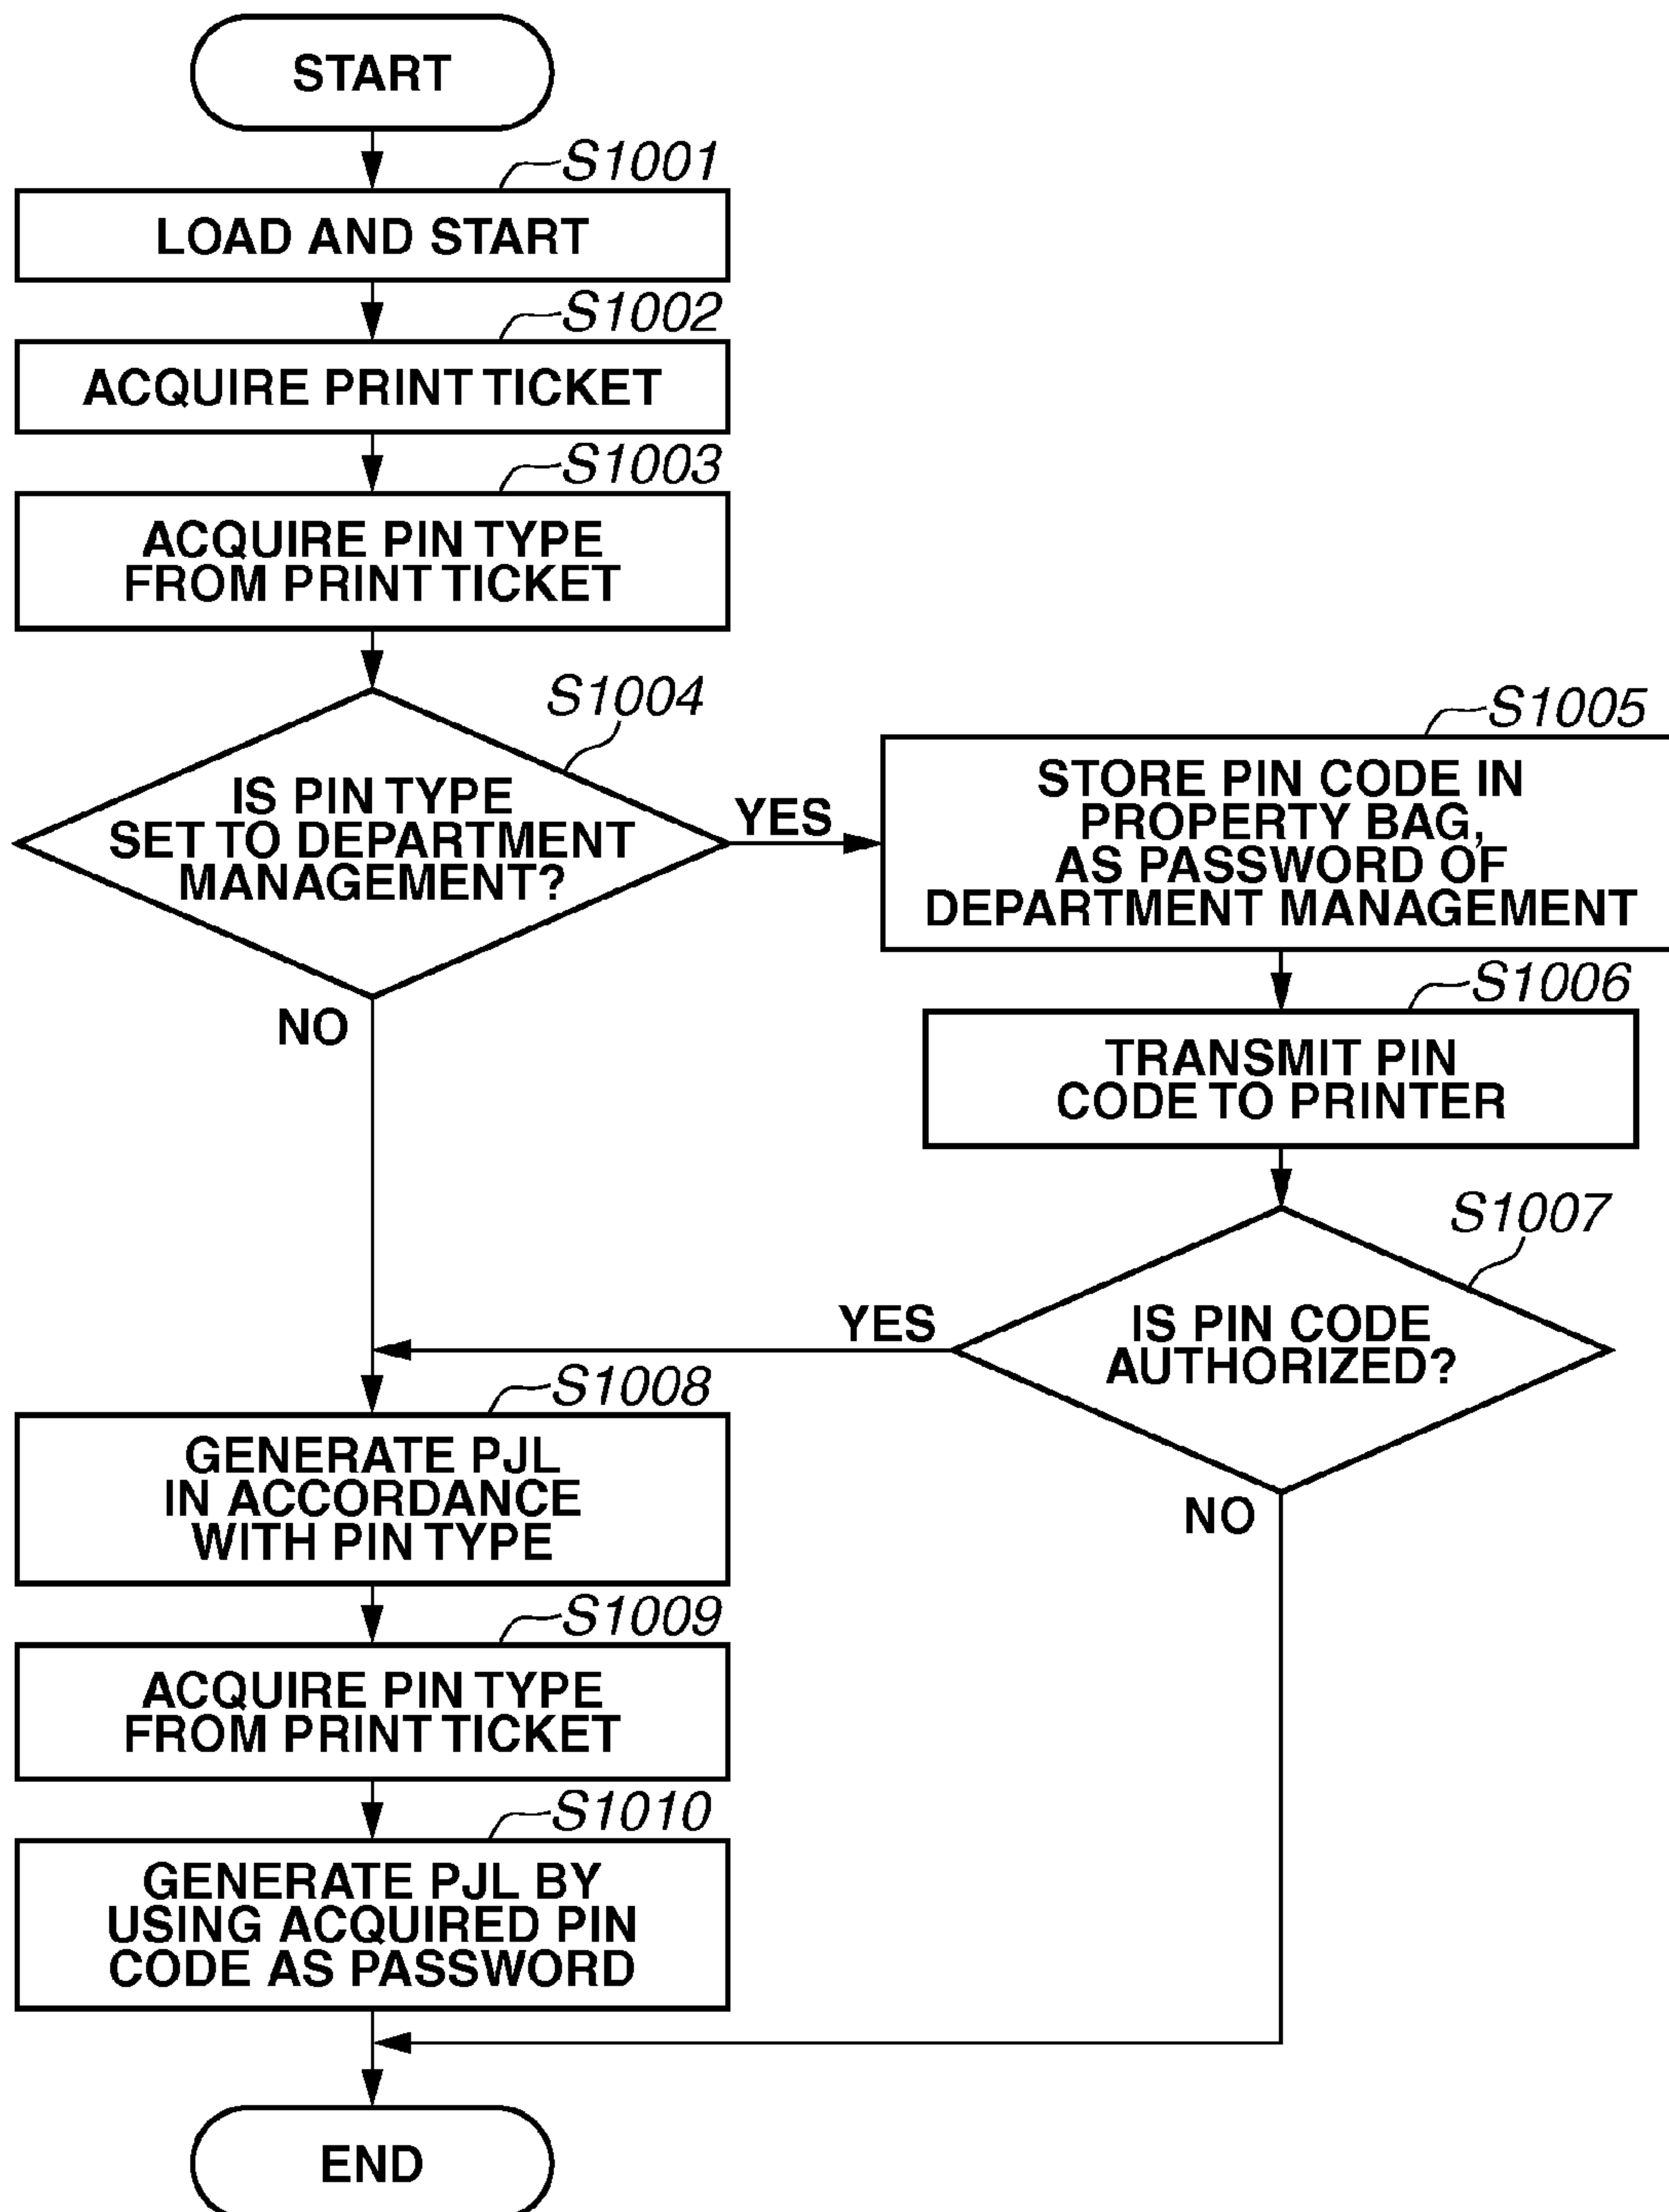 START
S1001
LOAD AND START
S1002
ACQUIRE PRINT TICKET
S1003
ACQUIRE PIN TYPE
FROM PRINT TICKET
S1004
IS PIN TYPE
SET TO DEPARTMENT
MANAGEMENT?
YES
NO
S1005
STORE PIN CODE IN
PROPERTY BAG,
AS PASSWORD OF
DEPARTMENT MANAGEMENT
S1006
TRANSMIT PIN
CODE TO PRINTER
S1007
IS PIN CODE
AUTHORIZED?
YES
NO
S1008
GENERATE PJL
IN ACCORDANCE
WITH PIN TYPE
S1009
ACQUIRE PIN TYPE
FROM PRINT TICKET
S1010
GENERATE PJL BY
USING ACQUIRED PIN
CODE AS PASSWORD
END